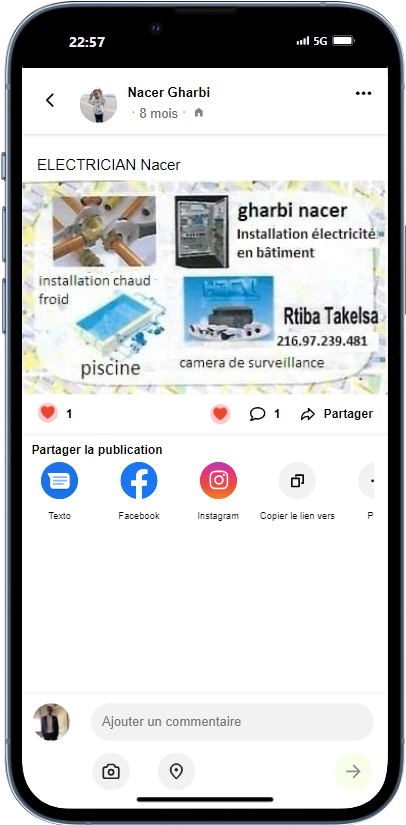 22:57
5G
Nacer Gharbi
· 8 mois ·
ELECTRICIAN Nacer
gharbi nacer
Installation électricité
en bâtiment
installation chaud
froid
Rtiba Takelsa
216.97.239.481
piscine
camera de surveillance
1
1
Partager
Partager la publication
Texto
Facebook
Instagram
Copier le lien vers
P
Ajouter un commentaire